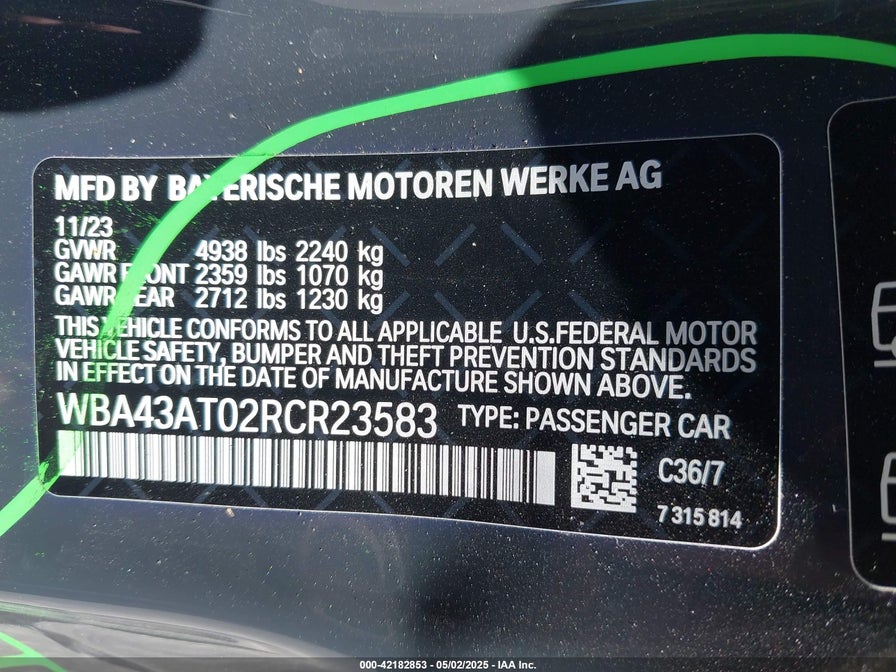 MFD BY BAYERISCHE MOTOREN WERKE AG
11/23
GVWR 4938 lbs 2240 kg
GAWR FRONT 2359 lbs 1070 kg
GAWR REAR 2712 lbs 1230 kg
THIS VEHICLE CONFORMS TO ALL APPLICABLE U.S.FEDERAL MOTOR
VEHICLE SAFETY, BUMPER AND THEFT PREVENTION STANDARDS
IN EFFECT ON THE DATE OF MANUFACTURE SHOWN ABOVE.
WBA43AT02RCR23583 TYPE: PASSENGER CAR
C36/7
7 315 814
000-42182853 - 05/02/2025 - IAA Inc.